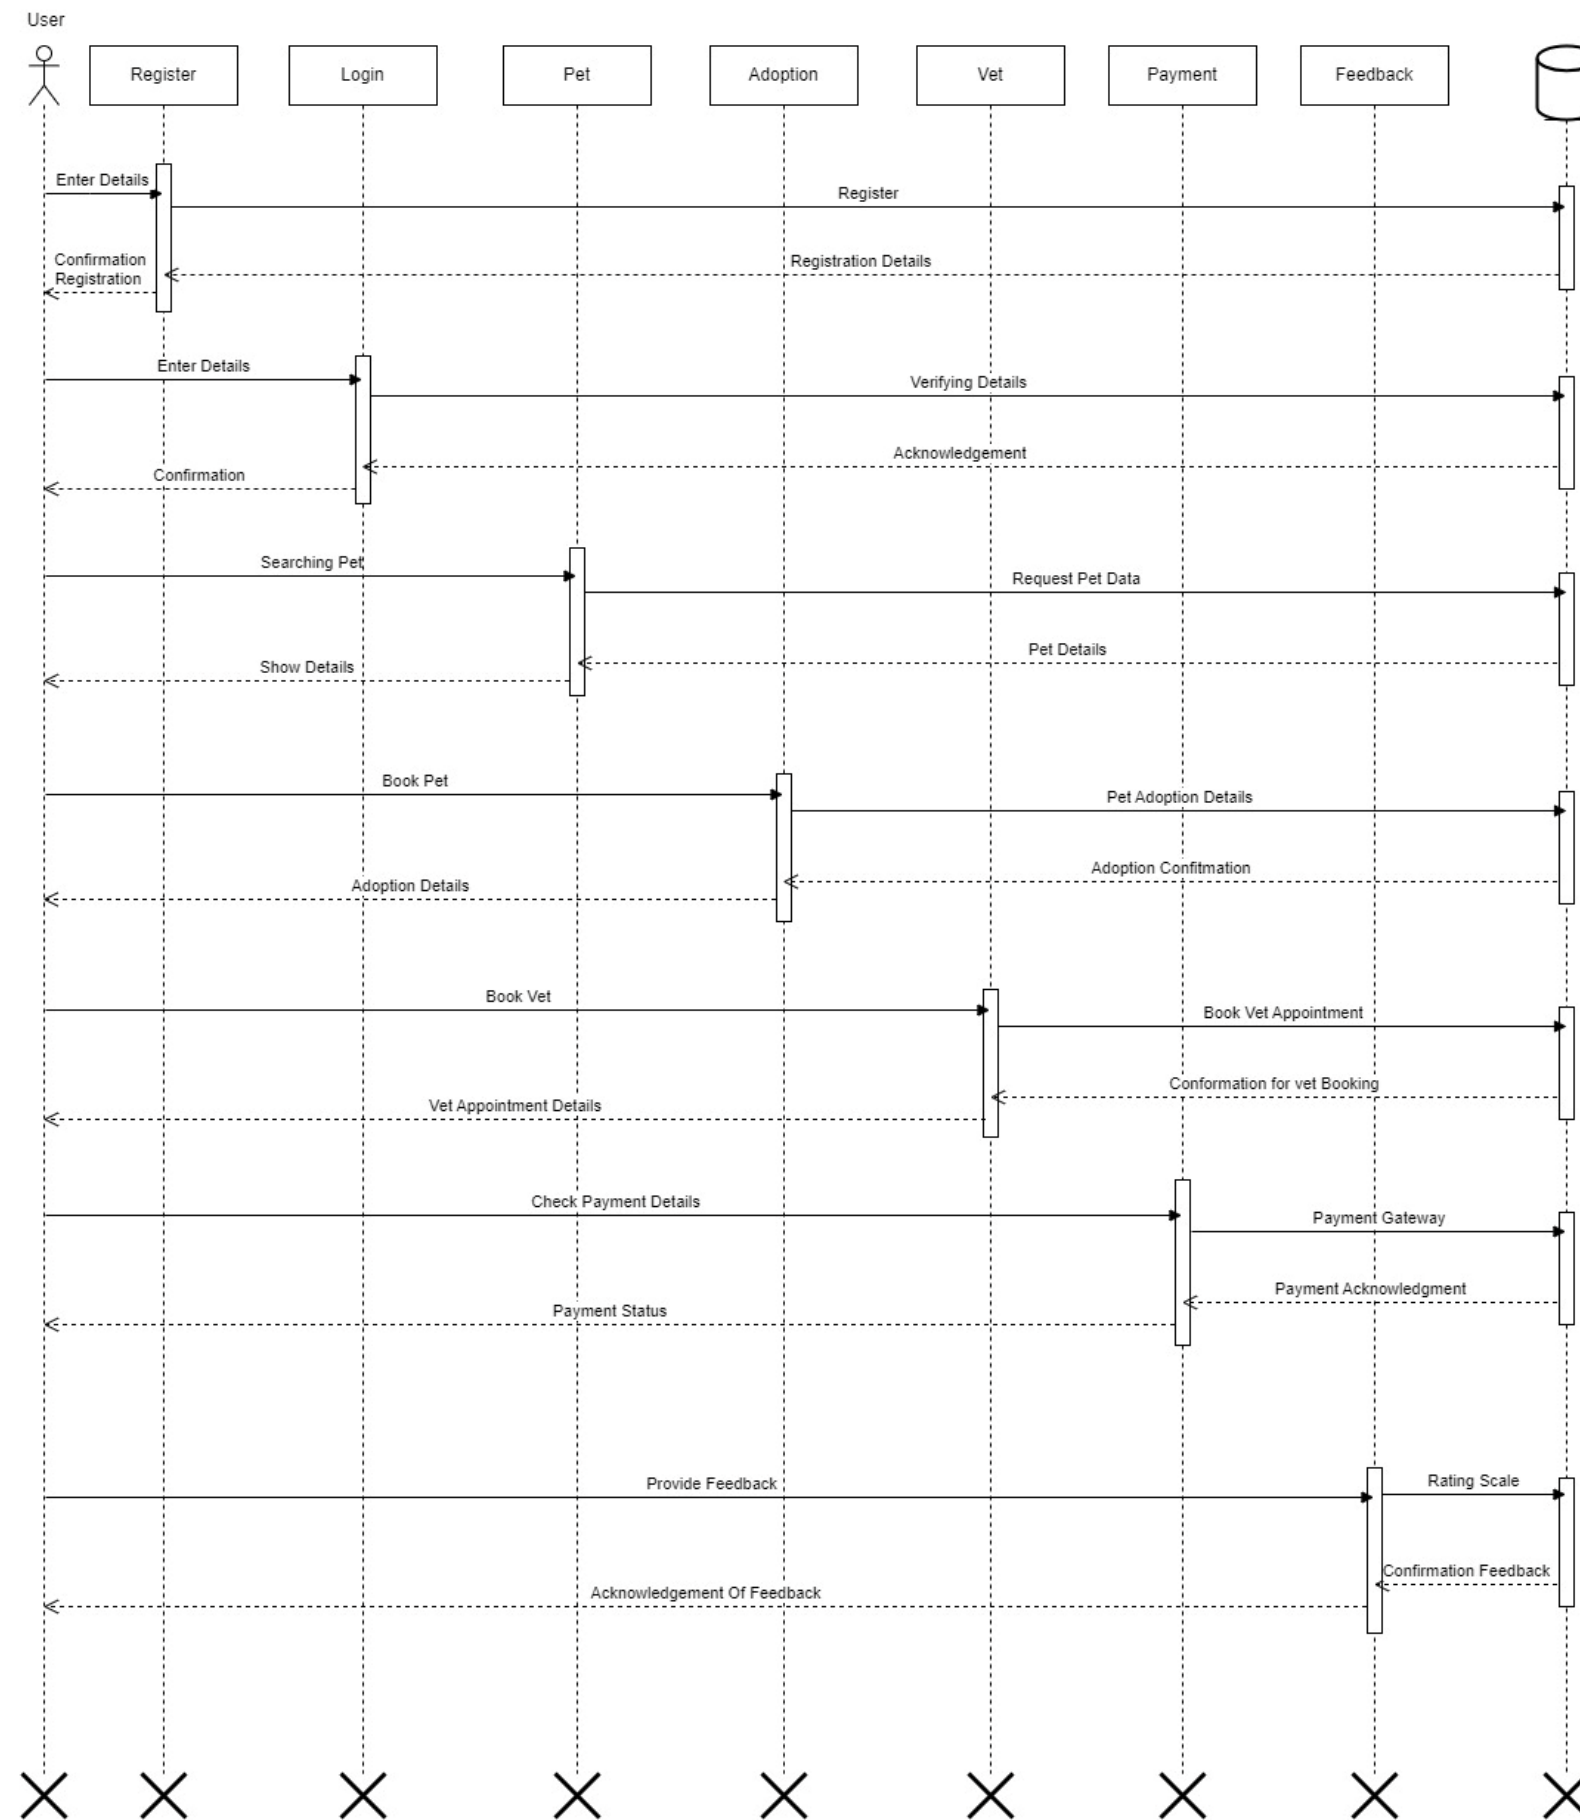 User
Register
Login
Pet
Adoption
Vet
Payment
Feedback
Enter Details
Register
Confirmation
Registration
Registration Details
Enter Details
Verifying Details
Acknowledgement
Confirmation
Searching Pet
Request Pet Data
Pet Details
Show Details
Book Pet
Pet Adoption Details
Adoption Confitmation
Adoption Details
Book Vet
Book Vet Appointment
Conformation for vet Booking
Vet Appointment Details
Check Payment Details
Payment Gateway
Payment Acknowledgment
Payment Status
Provide Feedback
Rating Scale
Confirmation Feedback
Acknowledgement Of Feedback